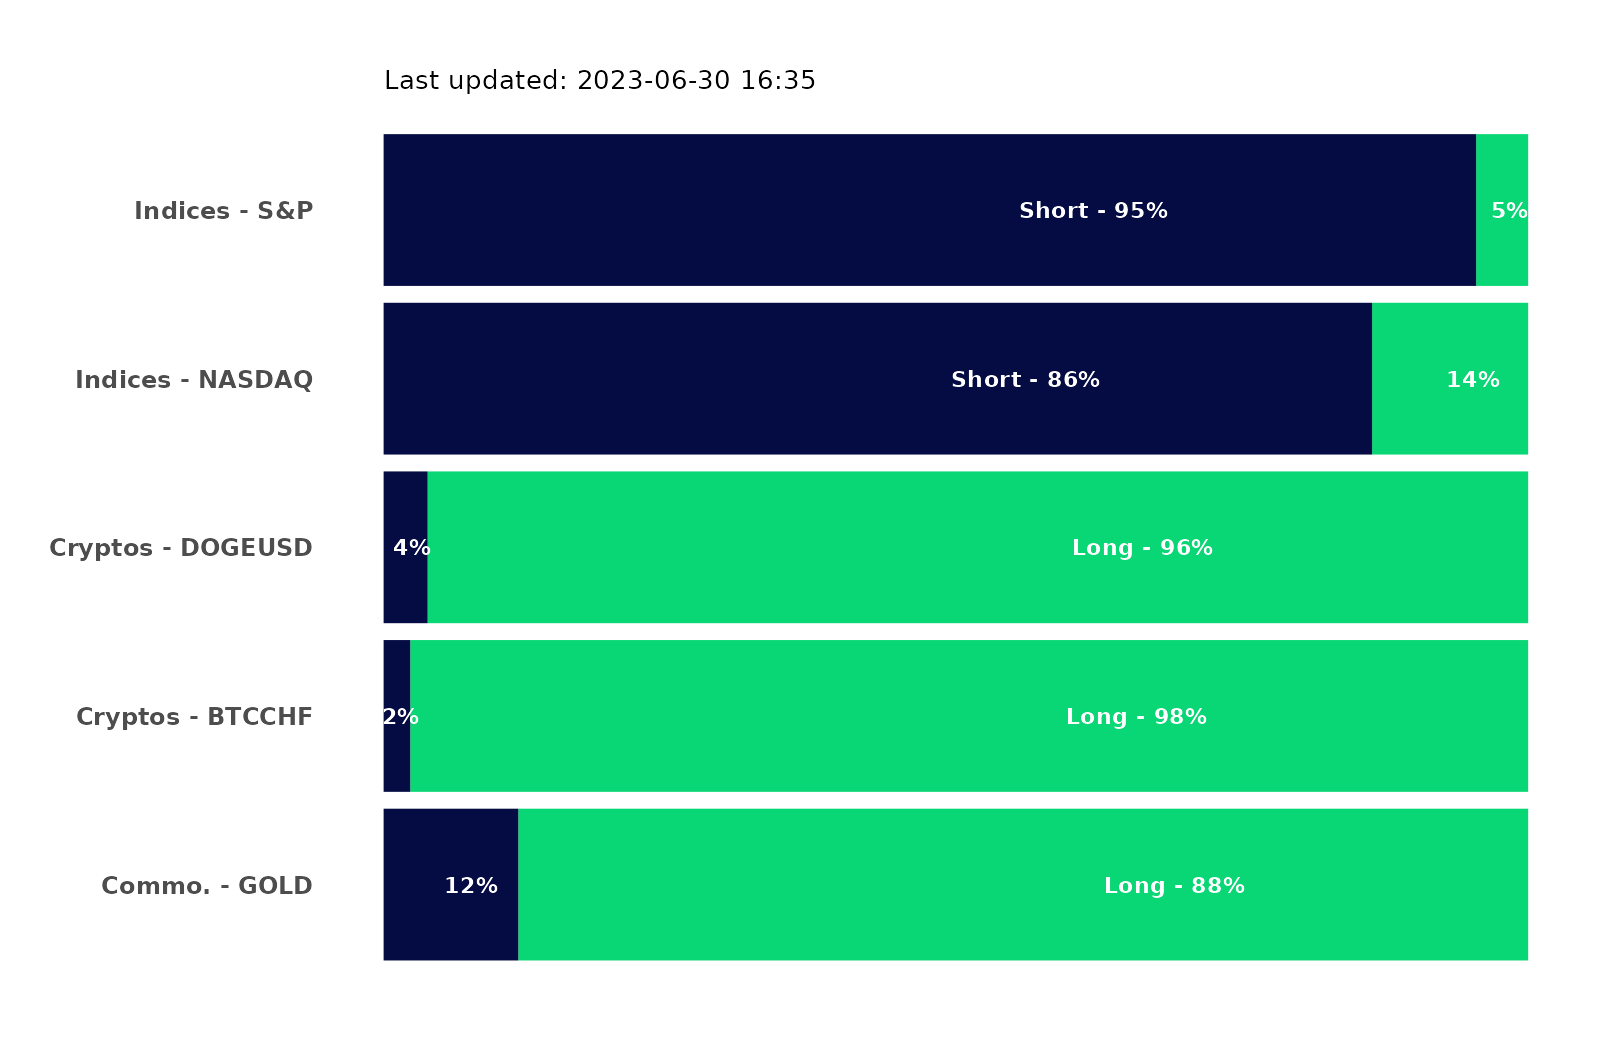 Last updated: 2023-06-30 16:35
Indices - S&P Short - 95% 5%
Indices - NASDAQ Short - 86% 14%
Cryptos - DOGEUSD 4% Long - 96%
Cryptos - BTCCHF 2% Long - 98%
Commo. - GOLD 12% Long - 88%